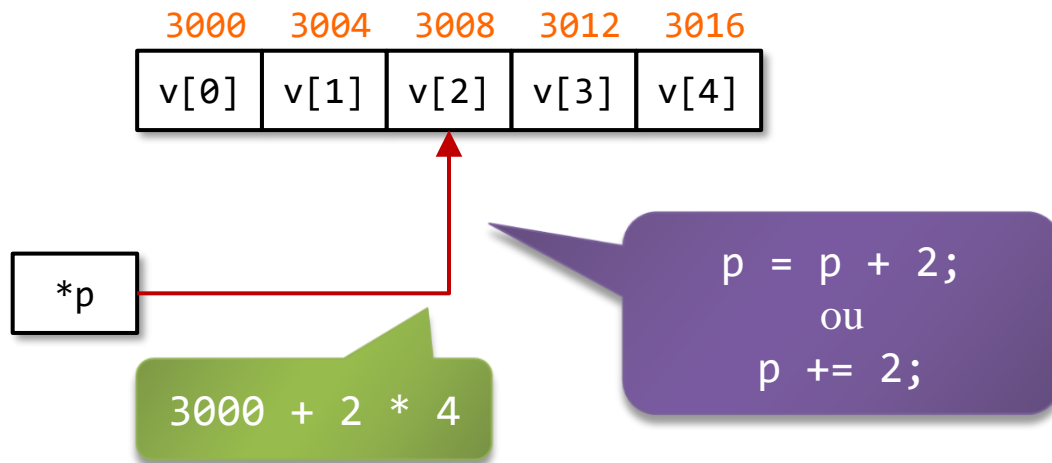 3000 3004 3008 3012 3016
v[0] v[1] v[2] v[3] v[4]
*p
p = p + 2;
ou
p += 2;
3000 + 2 * 4